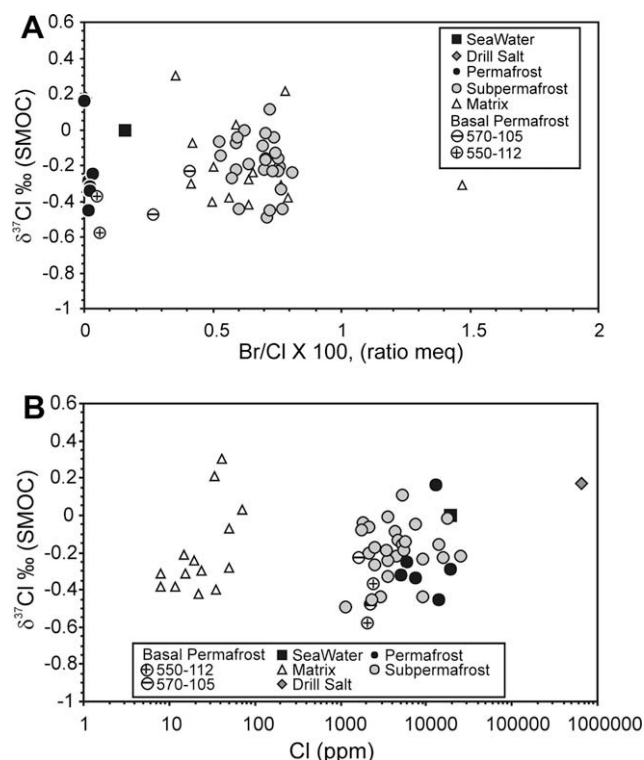 A
0.6
0.4
0.2
0
-0.2
-0.4
-0.6
-0.8
-1
δ³⁷Cl ‰ (SMOC)
0
0.5
1
1.5
2
Br/Cl X 100, (ratio meq)
SeaWater
Drill Salt
Permafrost
Subpermafrost
Matrix
Basal Permafrost
570-105
550-112
B
0.6
0.4
0.2
0
-0.2
-0.4
-0.6
-0.8
-1
δ³⁷Cl ‰ (SMOC)
Basal Permafrost
550-112
570-105
SeaWater
Matrix
Drill Salt
Permafrost
Subpermafrost
1
10
100
1000
10000
100000
1000000
Cl (ppm)